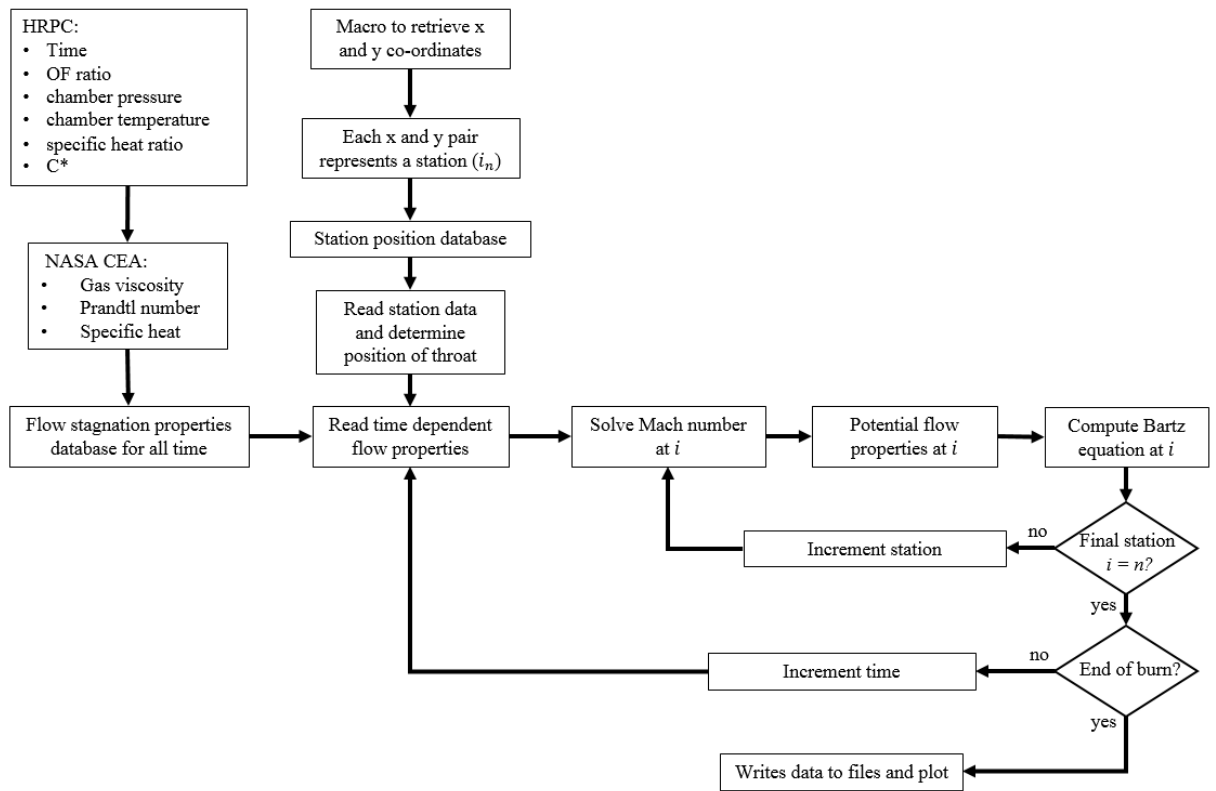 HRPC:
• Time
• OF ratio
• chamber pressure
• chamber temperature
• specific heat ratio
• C*
Macro to retrieve x
and y co-ordinates
Each x and y pair
represents a station (iₙ)
Station position database
NASA CEA:
• Gas viscosity
• Prandtl number
• Specific heat
Read station data
and determine
position of throat
Flow stagnation properties
database for all time
Read time dependent
flow properties
Solve Mach number
at i
Potential flow
properties at i
Compute Bartz
equation at i
Increment station
no
Final station
i = n?
yes
Increment time
no
End of burn?
yes
Writes data to files and plot